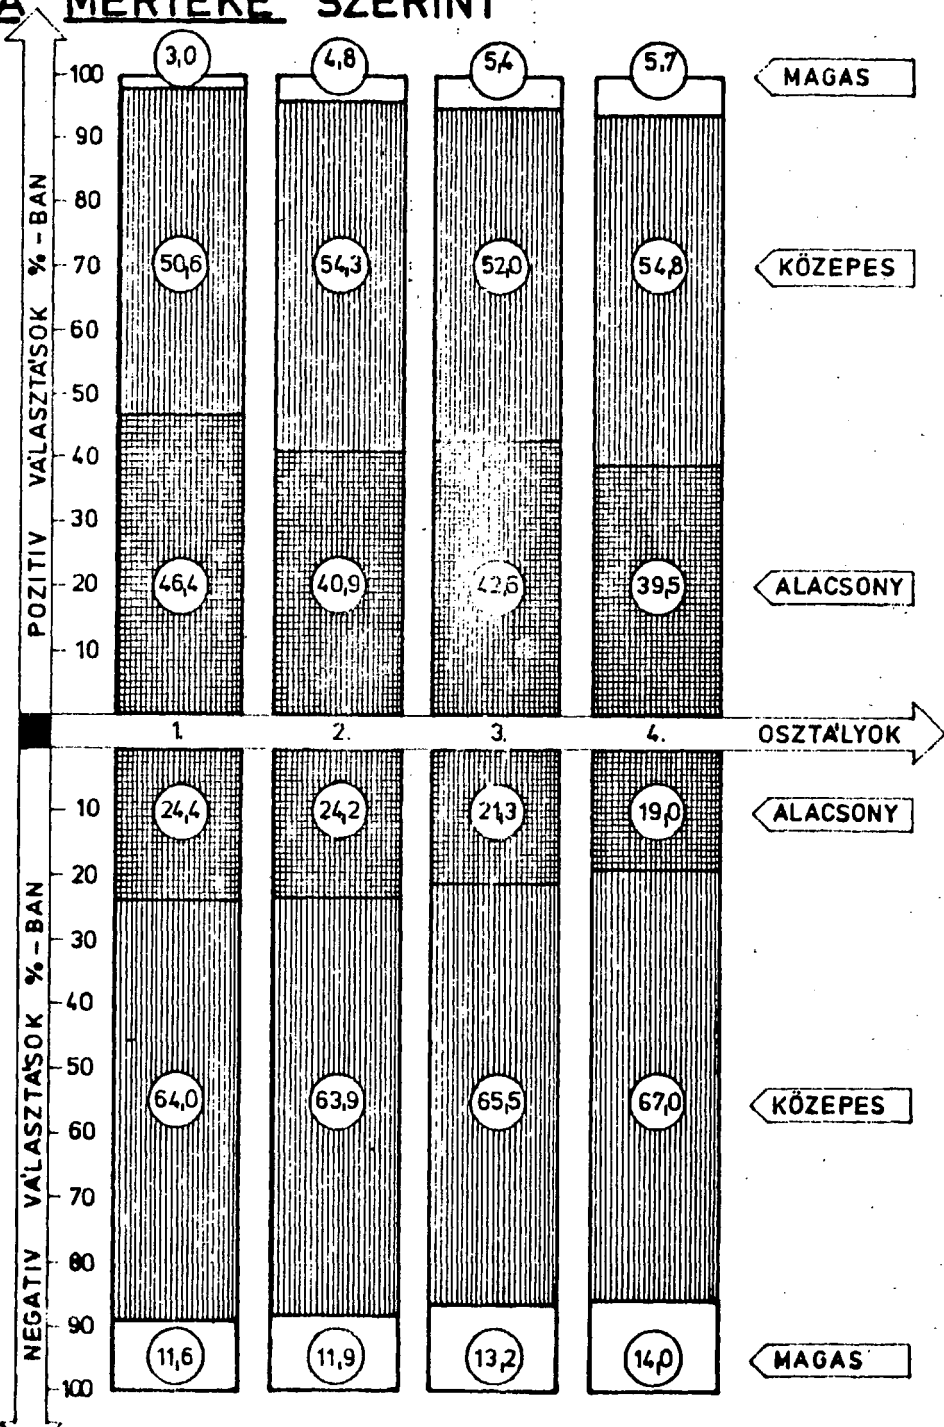 A MÉRTÉKE SZERINT
POZITIV VÁLASZTÁSOK %-BAN
100
90
80
70
60
50
40
30
20
10
3,0 4,8 5,4 5,7 MAGAS
50,6 54,3 52,0 54,8 KÖZEPES
46,4 40,9 42,6 39,5 ALACSONY
1. 2. 3. 4. OSZTÁLYOK
NEGATIV VÁLASZTÁSOK %-BAN
10
20
30
40
50
60
70
80
90
100
24,4 24,2 21,3 19,0 ALACSONY
64,0 63,9 65,5 67,0 KÖZEPES
11,6 11,9 13,2 14,0 MAGAS